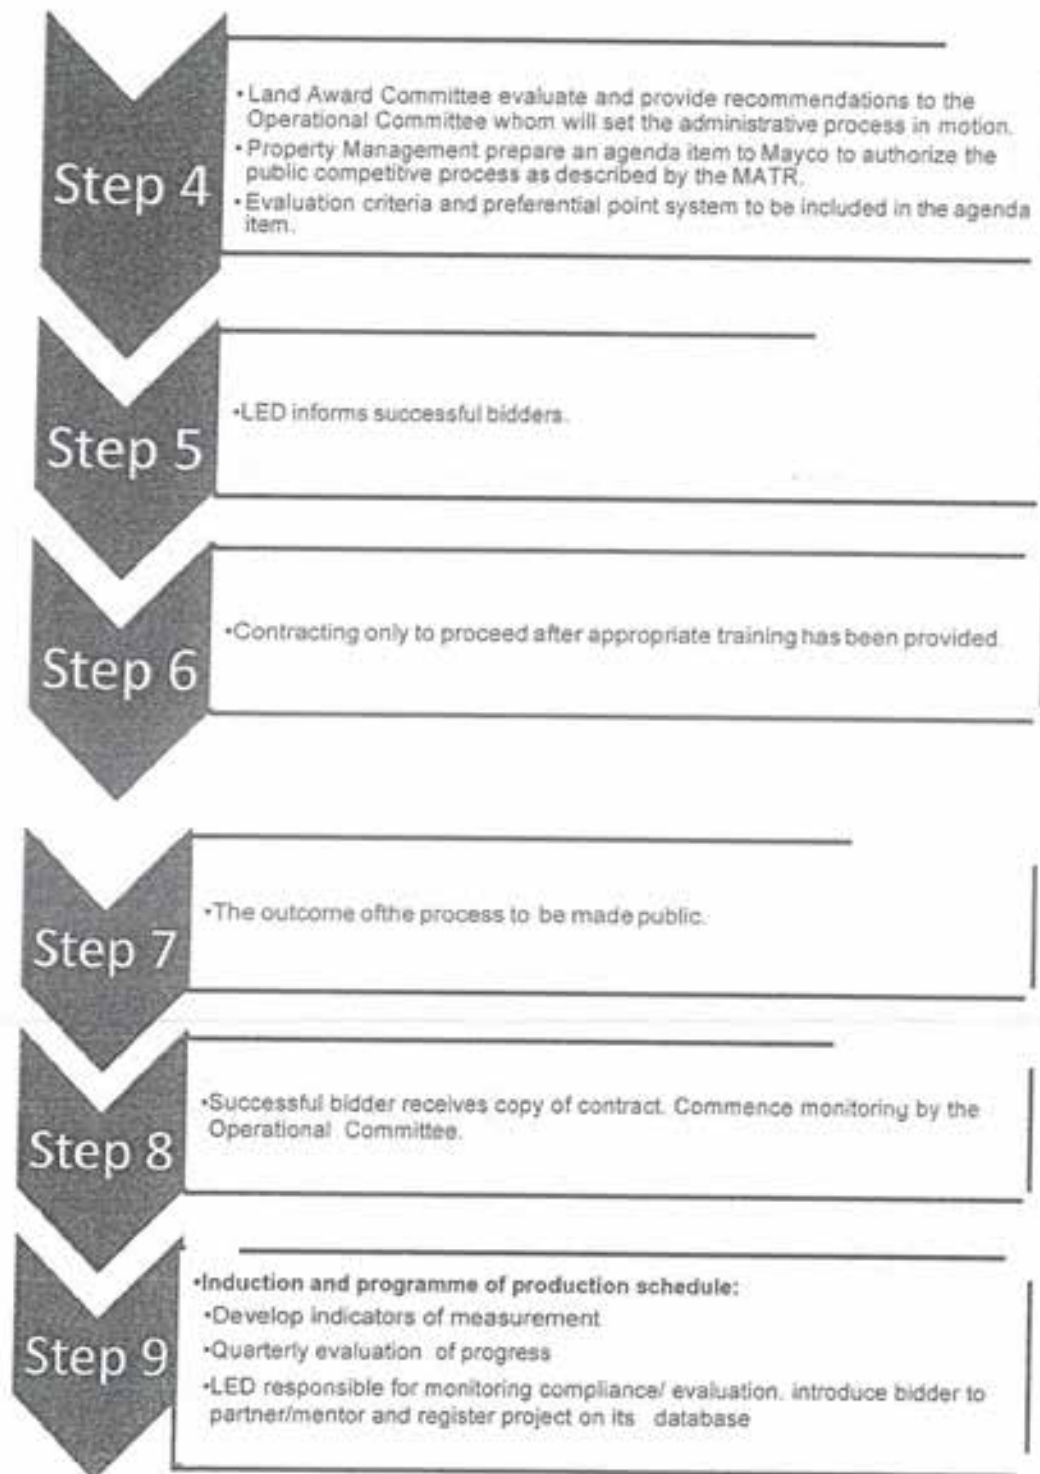 Step 4
• Land Award Committee evaluate and provide recommendations to the
Operational Committee whom will set the administrative process in motion.
• Property Management prepare an agenda item to Mayco to authorize the
public competitive process as described by the MATR.
• Evaluation criteria and preferential point system to be included in the agenda
item.
Step 5
•LED informs successful bidders.
Step 6
•Contracting only to proceed after appropriate training has been provided.
Step 7
•The outcome ofthe process to be made public.
Step 8
•Successful bidder receives copy of contract. Commence monitoring by the
Operational Committee.
Step 9
•Induction and programme of production schedule:
•Develop indicators of measurement
•Quarterly evaluation of progress
•LED responsible for monitoring compliance/ evaluation. introduce bidder to
partner/mentor and register project on its database